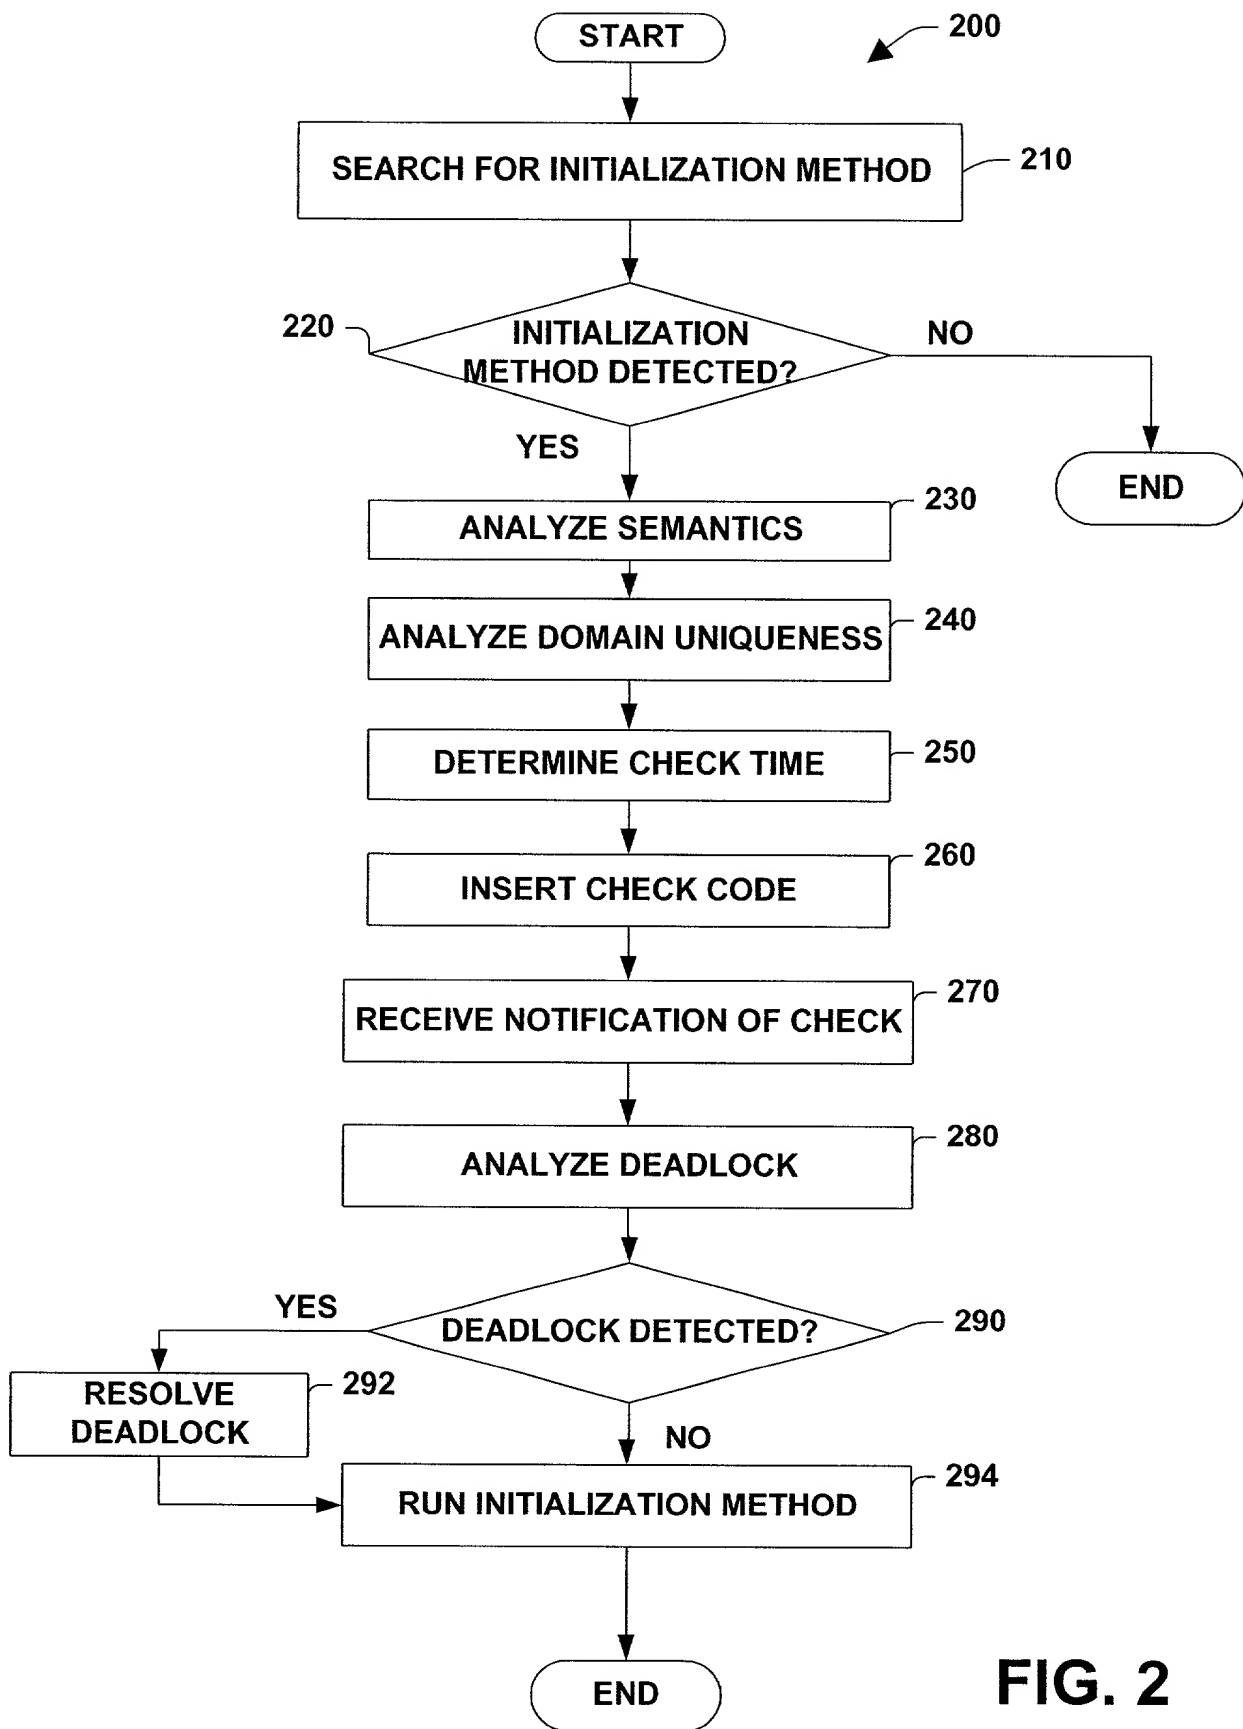 START
200
SEARCH FOR INITIALIZATION METHOD
210
220
INITIALIZATION
METHOD DETECTED?
NO
YES
END
230
ANALYZE SEMANTICS
240
ANALYZE DOMAIN UNIQUENESS
250
DETERMINE CHECK TIME
260
INSERT CHECK CODE
270
RECEIVE NOTIFICATION OF CHECK
280
ANALYZE DEADLOCK
YES
DEADLOCK DETECTED?
290
RESOLVE
DEADLOCK
292
NO
294
RUN INITIALIZATION METHOD
END
FIG. 2